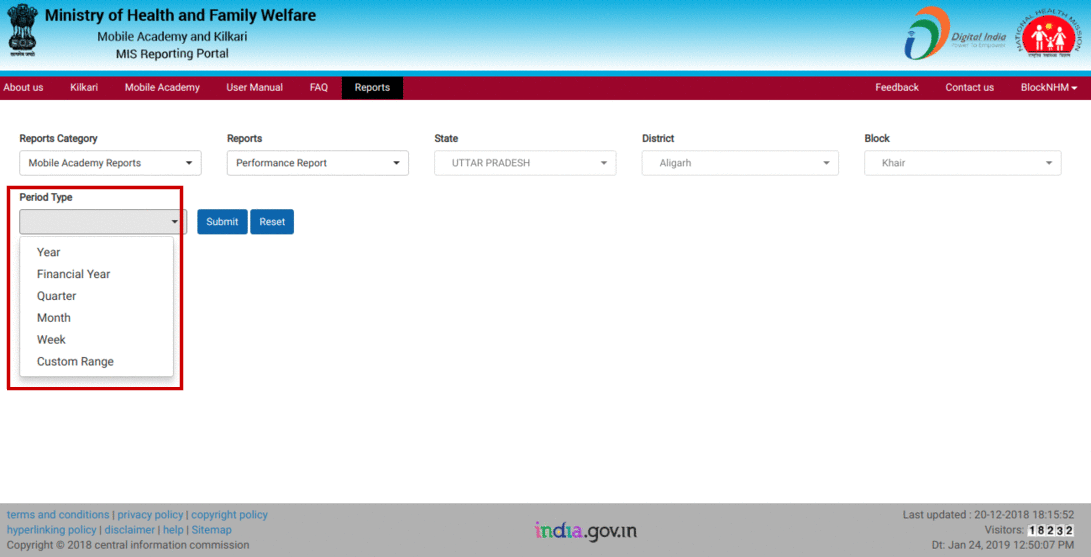 Ministry of Health and Family Welfare
Mobile Academy and Kilkari
MIS Reporting Portal
Digital India
Power To Empower
NATIONAL HEALTH MISSION
About us Kilkari Mobile Academy User Manual FAQ Reports Feedback Contact us BlockNHM
Reports Category Reports State District Block
Mobile Academy Reports Performance Report UTTAR PRADESH Aligarh Khair
Period Type
Submit Reset
Year
Financial Year
Quarter
Month
Week
Custom Range
terms and conditions | privacy policy | copyright policy
hyperlinking policy | disclaimer | help | Sitemap
Copyright © 2018 central information commission
india.gov.in
Last updated : 20-12-2018 18:15:52
Visitors: 18232
Dt: Jan 24, 2019 12:50:07 PM